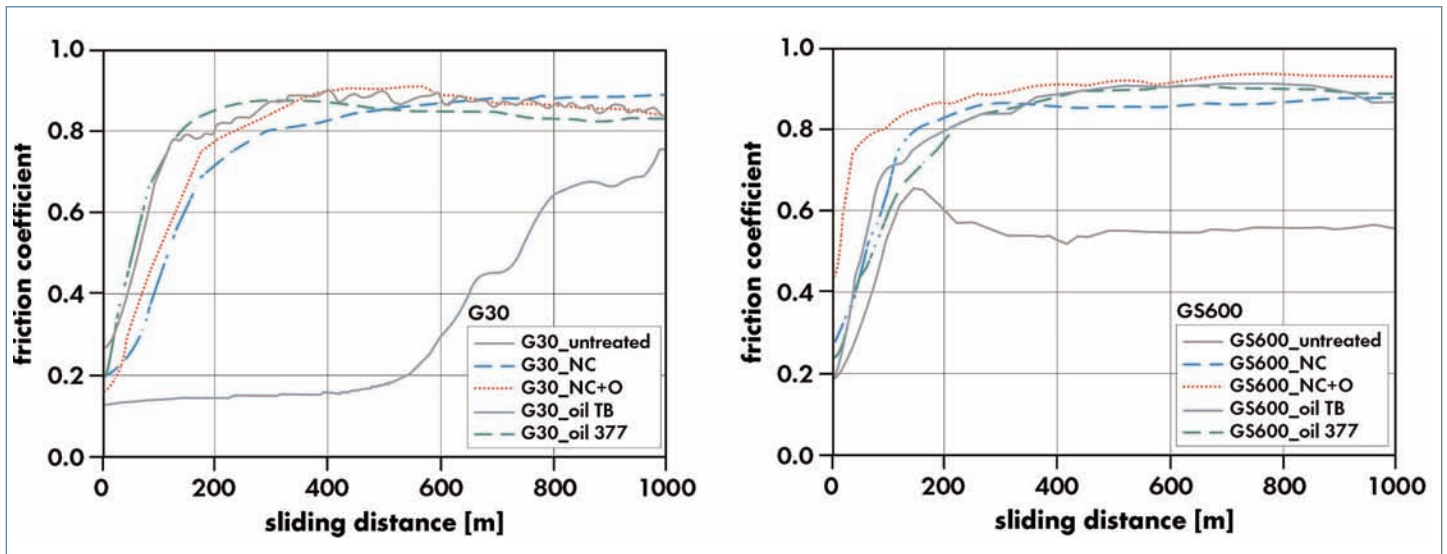 1.0
0.8
0.6
0.4
0.2
0.0
friction coefficient
0
200
400
600
800
1000
sliding distance [m]
G30
G30_untreated
G30_NC
G30_NC+O
G30_oil TB
G30_oil 377
1.0
0.8
0.6
0.4
0.2
0.0
friction coefficient
0
200
400
600
800
1000
sliding distance [m]
GS600
GS600_untreated
GS600_NC
GS600_NC+O
GS600_oil TB
GS600_oil 377